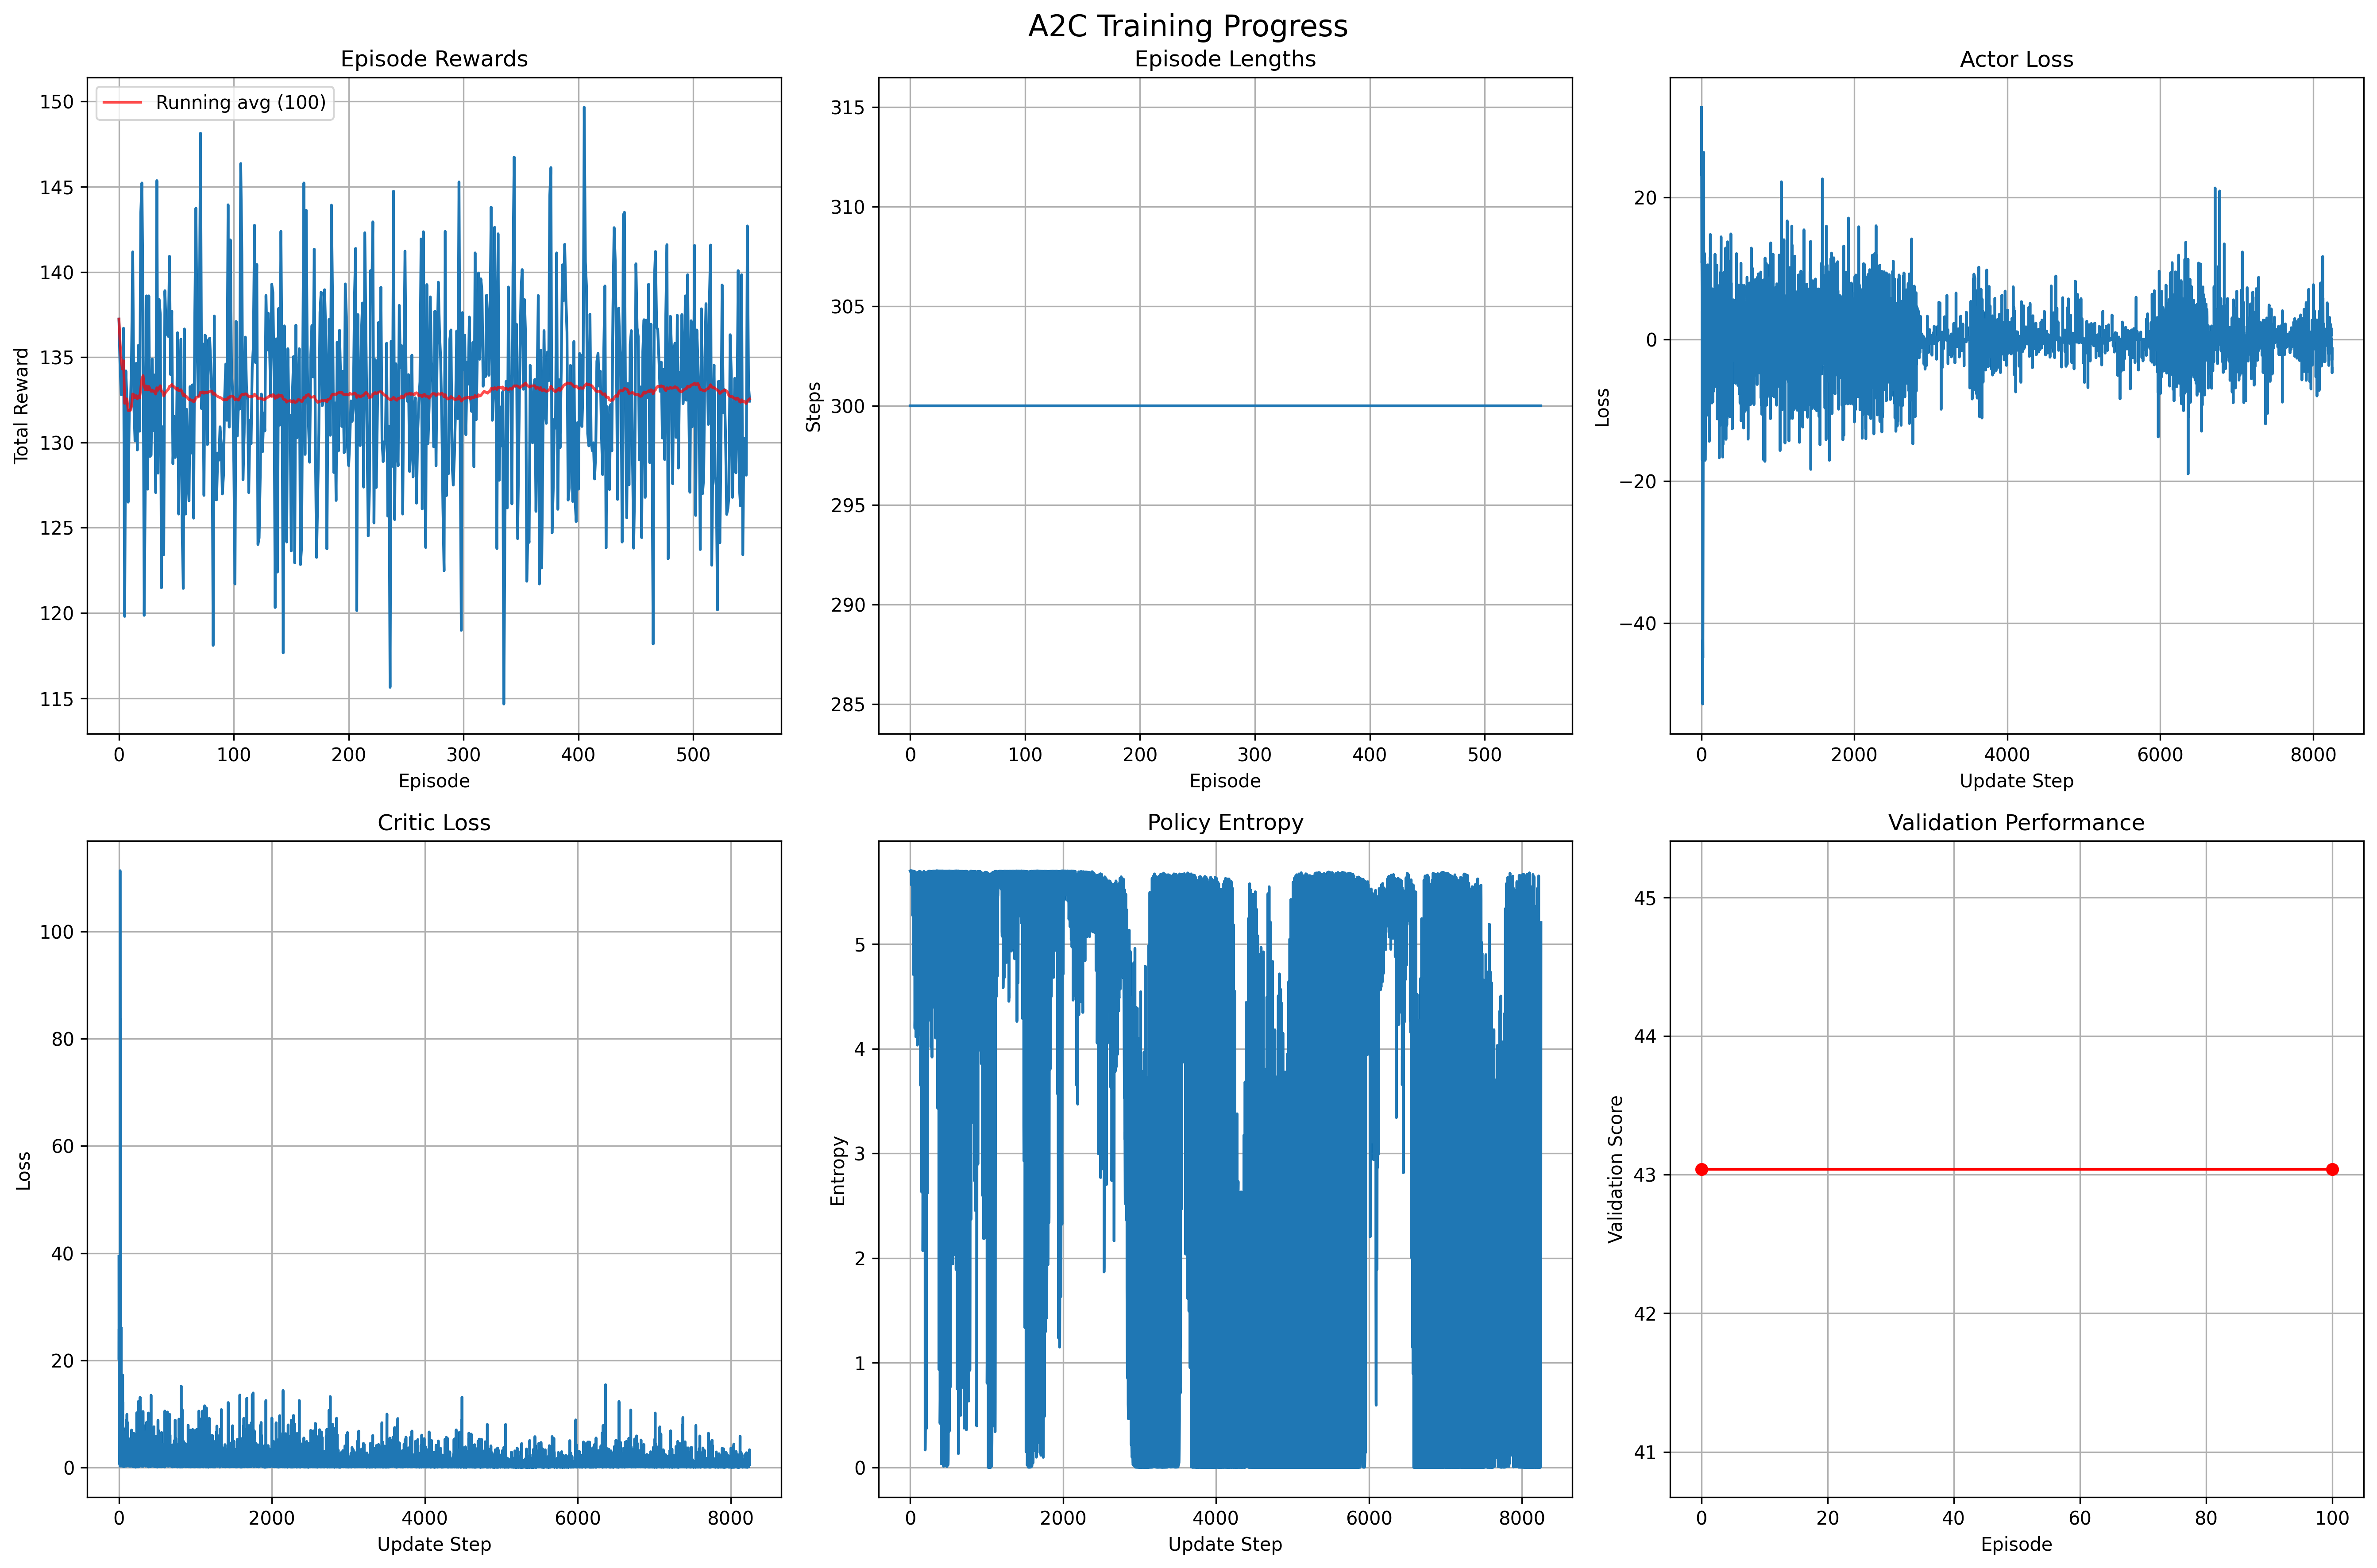 A2C Training Progress
Episode Rewards
Running avg (100)
150
145
140
135
130
125
120
115
Total Reward
0 100 200 300 400 500
Episode
Episode Lengths
315
310
305
300
295
290
285
Steps
0 100 200 300 400 500
Episode
Actor Loss
20
0
−20
−40
Loss
0 2000 4000 6000 8000
Update Step
Critic Loss
100
80
60
40
20
0
Loss
0 2000 4000 6000 8000
Update Step
Policy Entropy
5
4
3
2
1
0
Entropy
0 2000 4000 6000 8000
Update Step
Validation Performance
45
44
43
42
41
Validation Score
0 20 40 60 80 100
Episode